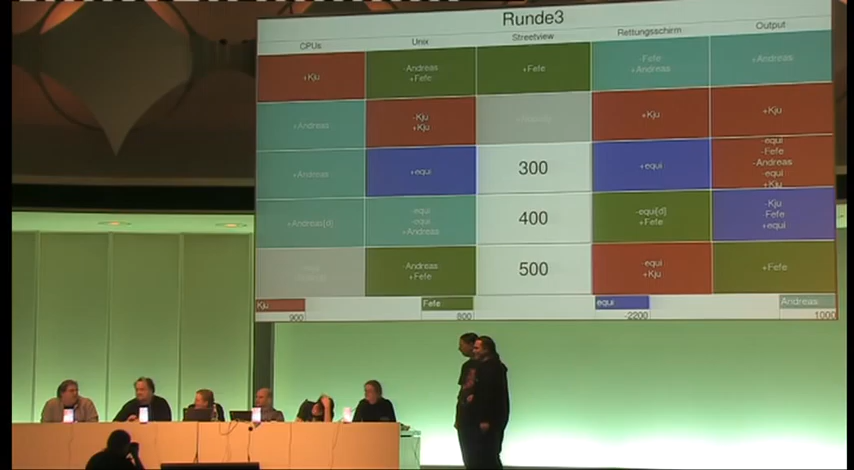 Runde3
CPUs
Unix
Streetview
Rettungsschirm
Output
+Kju
-Andreas
+Fefe
+Fefe
-Fefe
+Andreas
+Andreas
+Andreas
-Kju
+Kju
+Kju
+Kju
+Andreas
+equi
300
+equi
-equi
-Fefe
-Andreas
-equi
+Kju
+Andreas[d]
-equi
-equi
+Andreas
400
-equi[d]
+Fefe
-Kju
Fefe
+equi
-Andreas
+Fefe
500
equi
+Kju
+Fefe
Kju
Fefe
equi
Andreas
900
800
-2200
1000